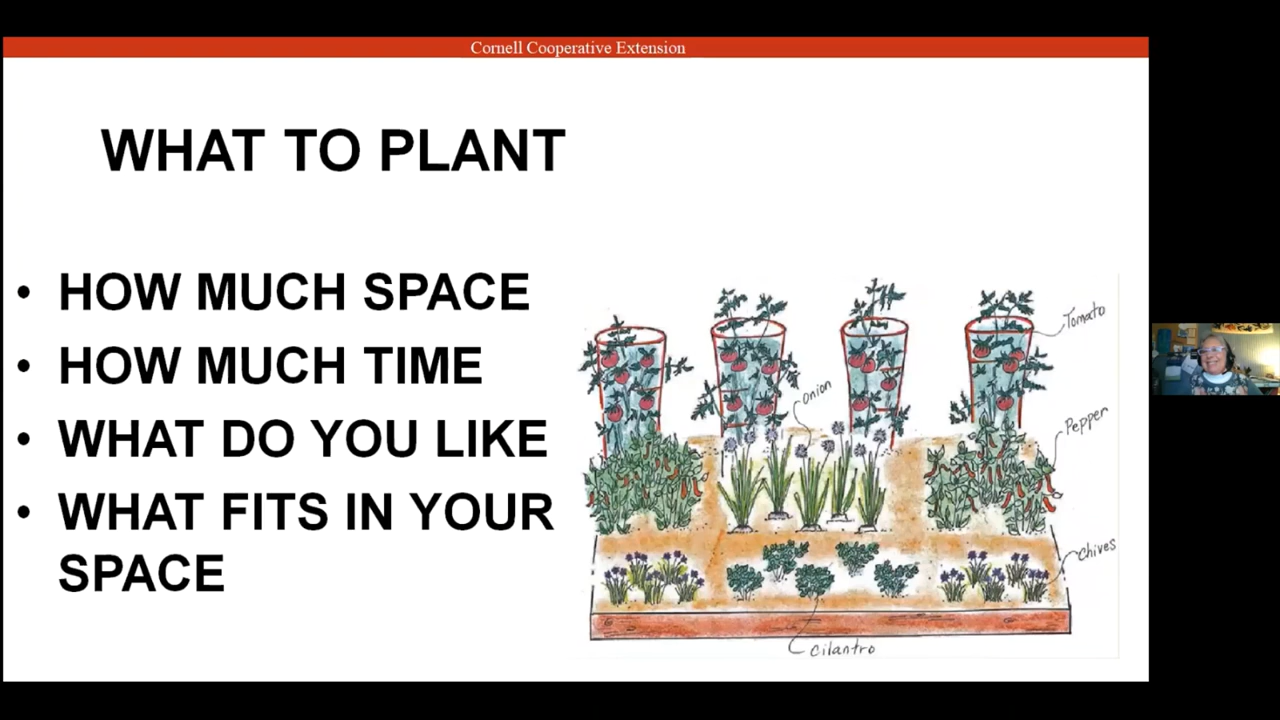 Cornell Cooperative Extension
WHAT TO PLANT
• HOW MUCH SPACE
• HOW MUCH TIME
• WHAT DO YOU LIKE
• WHAT FITS IN YOUR
SPACE
Tomato
onion
Pepper
chives
cilantro